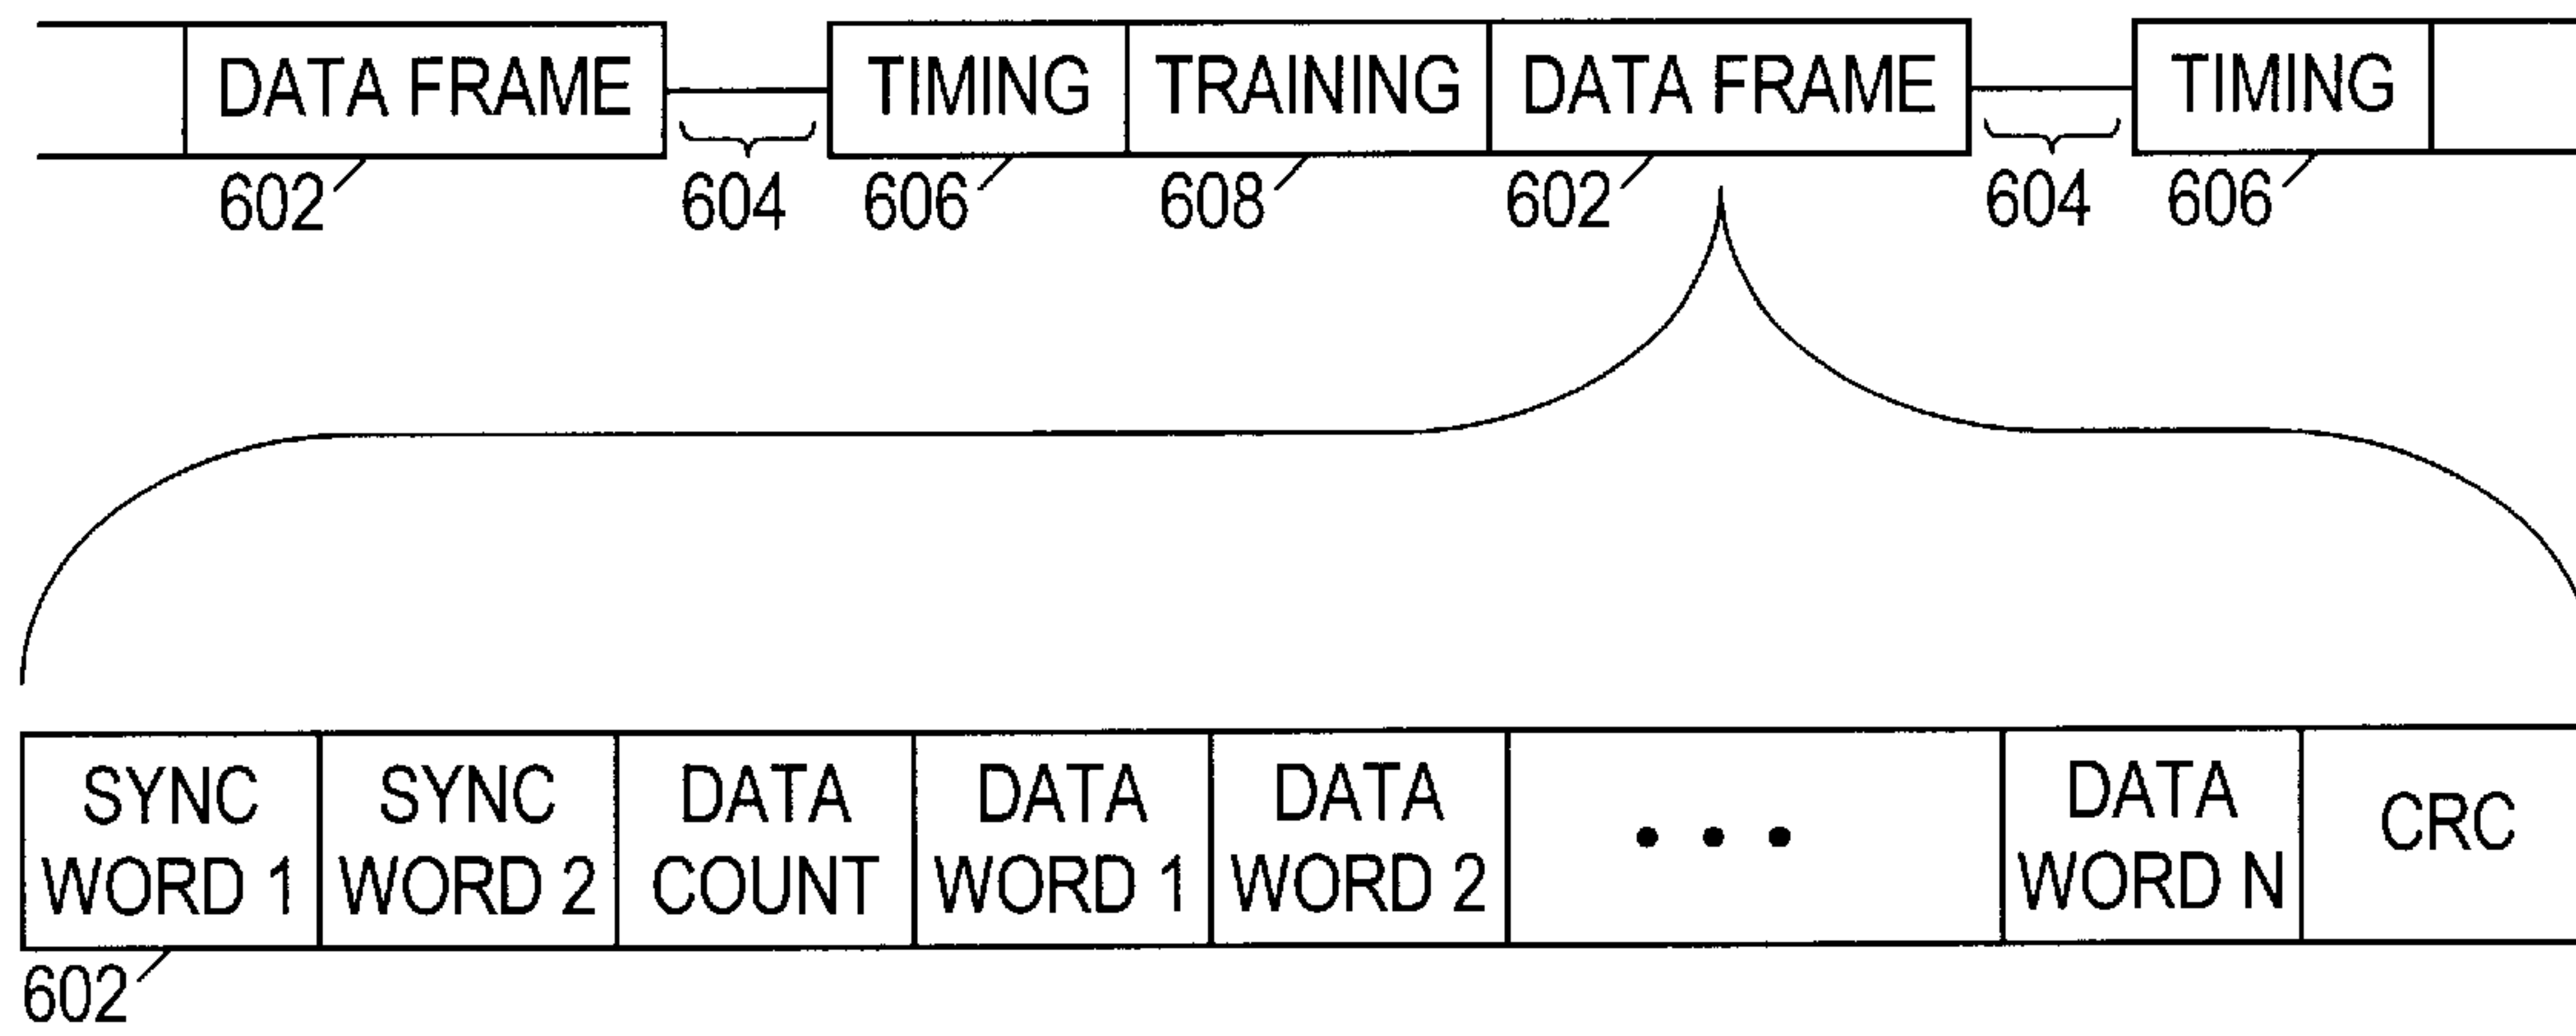 DATA FRAME TIMING TRAINING DATA FRAME TIMING
602 604 606 608 602 604 606
SYNC WORD 1 SYNC WORD 2 DATA COUNT DATA WORD 1 DATA WORD 2 • • • DATA WORD N CRC
602